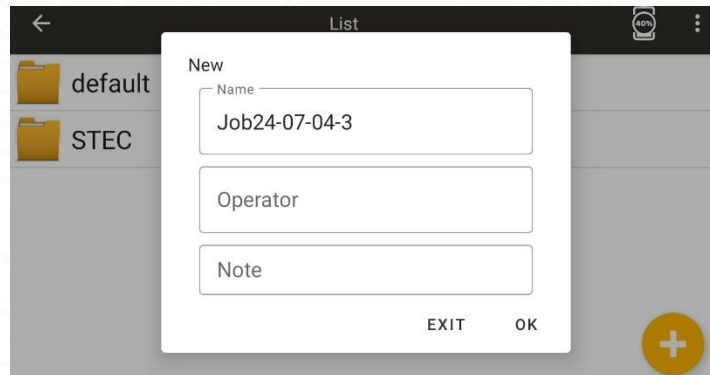 List
40%
default
STEC
New
Name
Job24-07-04-3
Operator
Note
EXIT OK